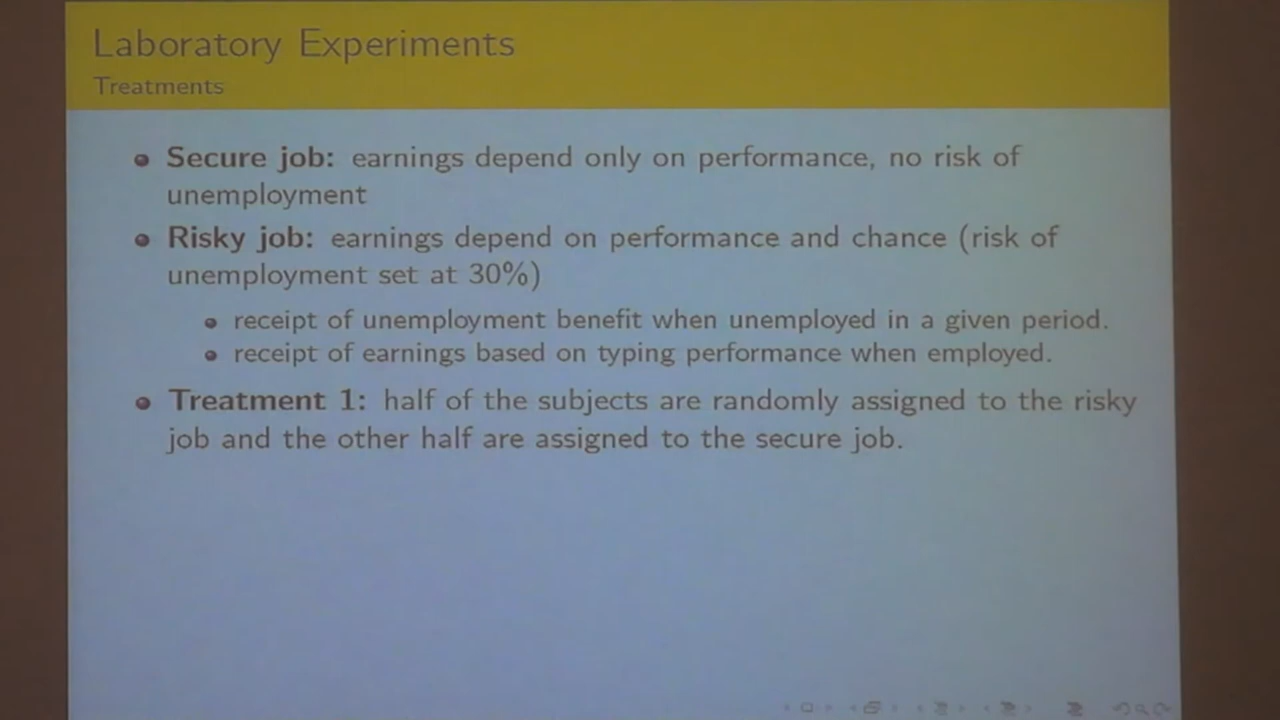 Laboratory Experiments
Treatments
Secure job: earnings depend only on performance, no risk of
unemployment
Risky job: earnings depend on performance and chance (risk of
unemployment set at 30%)
receipt of unemployment benefit when unemployed in a given period.
receipt of earnings based on typing performance when employed.
Treatment 1: half of the subjects are randomly assigned to the risky
job and the other half are assigned to the secure job.